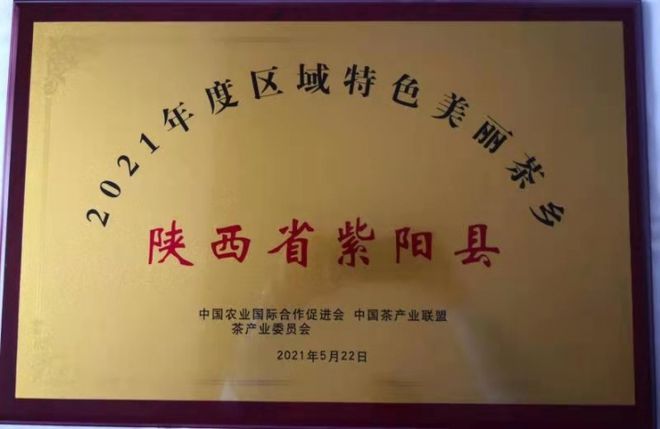 2021年度区域特色美丽茶乡
陕西省紫阳县
中国农业国际合作促进会 中国茶产业联盟
茶产业委员会
2021年5月22日